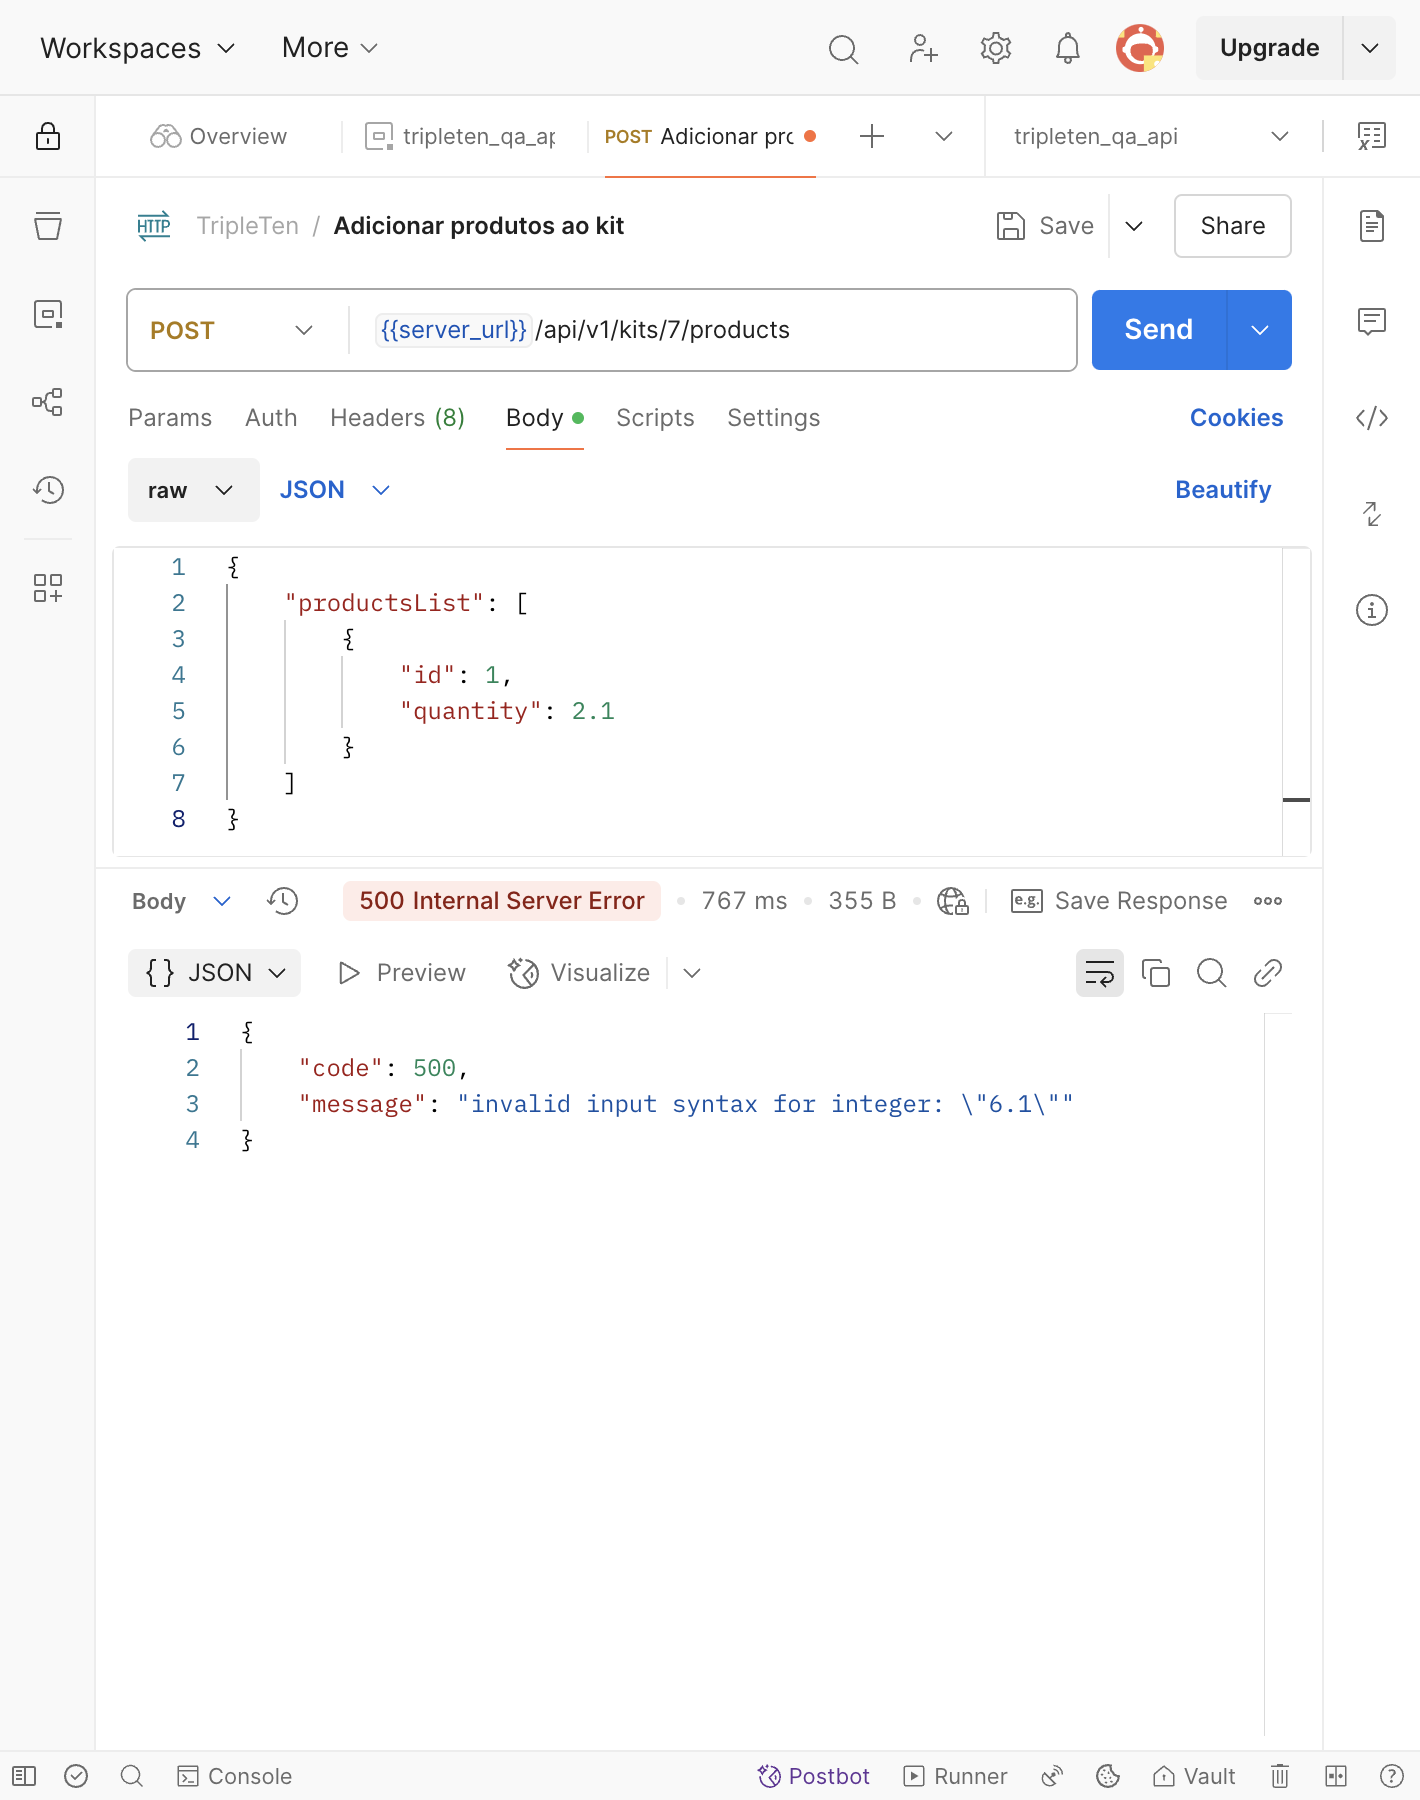 Workspaces More Upgrade
Overview tripleten_qa_ap POST Adicionar prc tripleten_qa_api
HTTP TripleTen / Adicionar produtos ao kit Save Share
POST {{server_url}}/api/v1/kits/7/products Send
Params Auth Headers (8) Body Scripts Settings Cookies
raw JSON Beautify
1 {
2 "productsList": [
3 {
4 "id": 1,
5 "quantity": 2.1
6 }
7 ]
8 }
Body 500 Internal Server Error • 767 ms • 355 B • e.g. Save Response
{} JSON Preview Visualize
1 {
2 "code": 500,
3 "message": "invalid input syntax for integer: \"6.1\""
4 }
Console Postbot Runner Vault